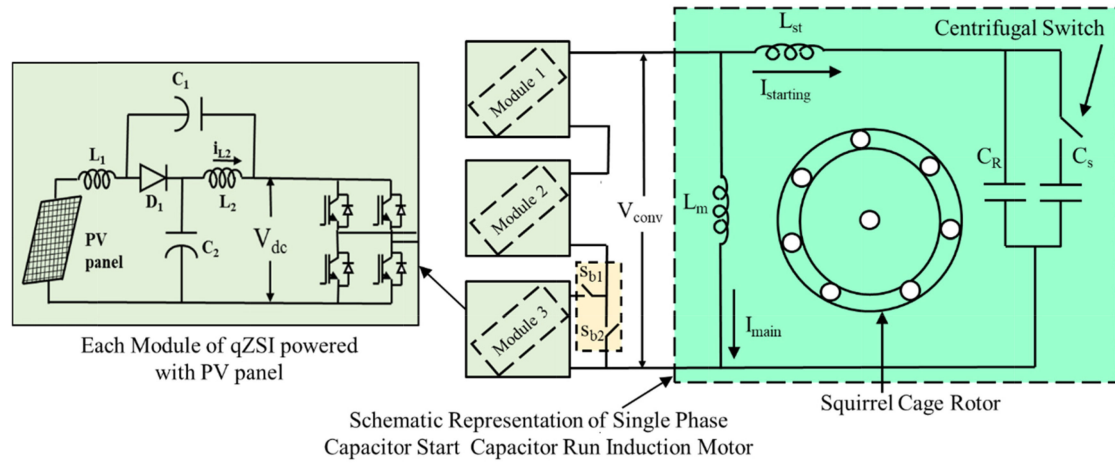 C1
L1
iL2
D1
L2
PV
panel
C2
Vdc
Each Module of qZSI powered
with PV panel
Module 1
Module 2
Module 3
Sb1
Sb2
Vconv
Lst
Istarting
Centrifugal Switch
CR
Cs
Lm
Imain
Squirrel Cage Rotor
Schematic Representation of Single Phase
Capacitor Start Capacitor Run Induction Motor